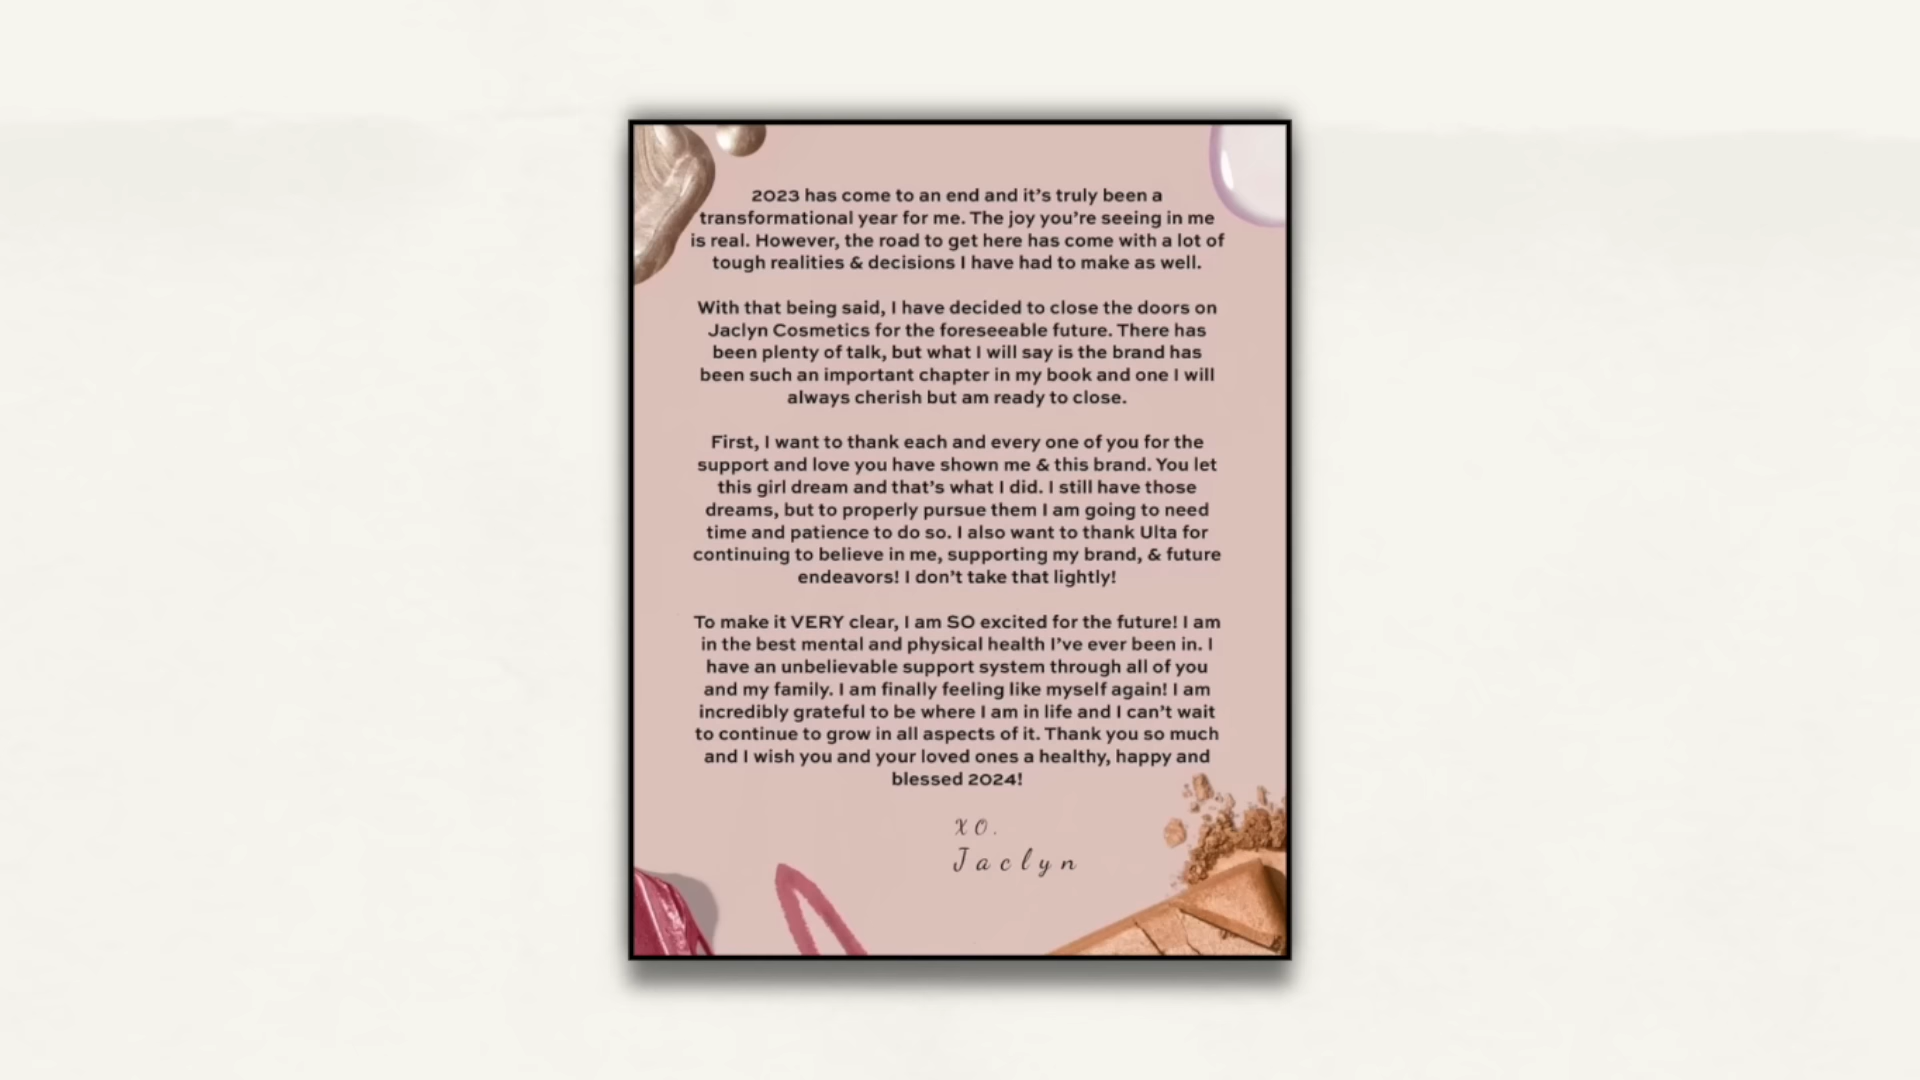 2023 has come to an end and it’s truly been a
transformational year for me. The joy you’re seeing in me
is real. However, the road to get here has come with a lot of
tough realities & decisions I have had to make as well.
With that being said, I have decided to close the doors on
Jaclyn Cosmetics for the foreseeable future. There has
been plenty of talk, but what I will say is the brand has
been such an important chapter in my book and one I will
always cherish but am ready to close.
First, I want to thank each and every one of you for the
support and love you have shown me & this brand. You let
this girl dream and that’s what I did. I still have those
dreams, but to properly pursue them I am going to need
time and patience to do so. I also want to thank Ulta for
continuing to believe in me, supporting my brand, & future
endeavors! I don’t take that lightly!
To make it VERY clear, I am SO excited for the future! I am
in the best mental and physical health I’ve ever been in. I
have an unbelievable support system through all of you
and my family. I am finally feeling like myself again! I am
incredibly grateful to be where I am in life and I can’t wait
to continue to grow in all aspects of it. Thank you so much
and I wish you and your loved ones a healthy, happy and
blessed 2024!
XO.
Jaclyn